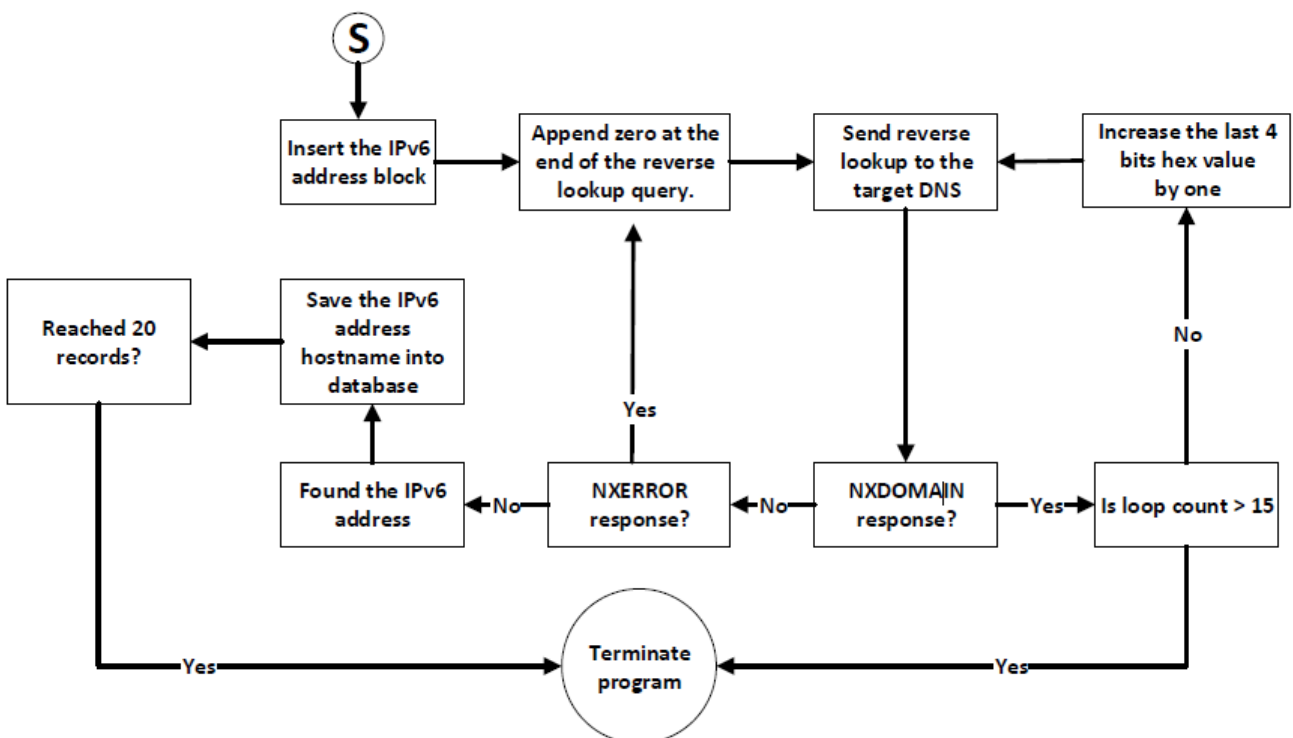 S
Insert the IPv6
address block
Append zero at the
end of the reverse
lookup query.
Send reverse
lookup to the
target DNS
Increase the last 4
bits hex value
by one
Reached 20
records?
Save the IPv6
address
hostname into
database
Yes
No
Found the IPv6
address
No
NXERROR
response?
No
NXDOMAIN
response?
Yes
Is loop count > 15
Yes
Terminate
program
Yes